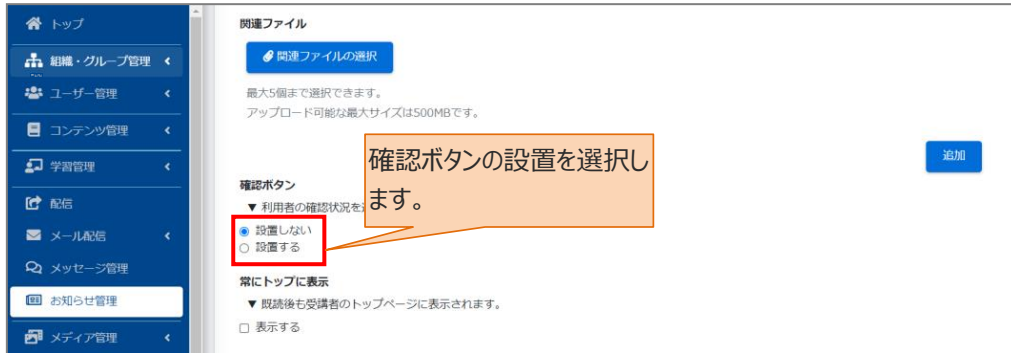 トップ
組織・グループ管理
ユーザー管理
コンテンツ管理
学習管理
配信
メール配信
メッセージ管理
お知らせ管理
メディア管理
関連ファイル
関連ファイルの選択
最大5個まで選択できます。
アップロード可能な最大サイズは500MBです。
追加
確認ボタンの設置を選択し
ます。
確認ボタン
▼ 利用者の確認状況を
設置しない
設置する
常にトップに表示
▼ 既読後も受講者のトップページに表示されます。
表示する